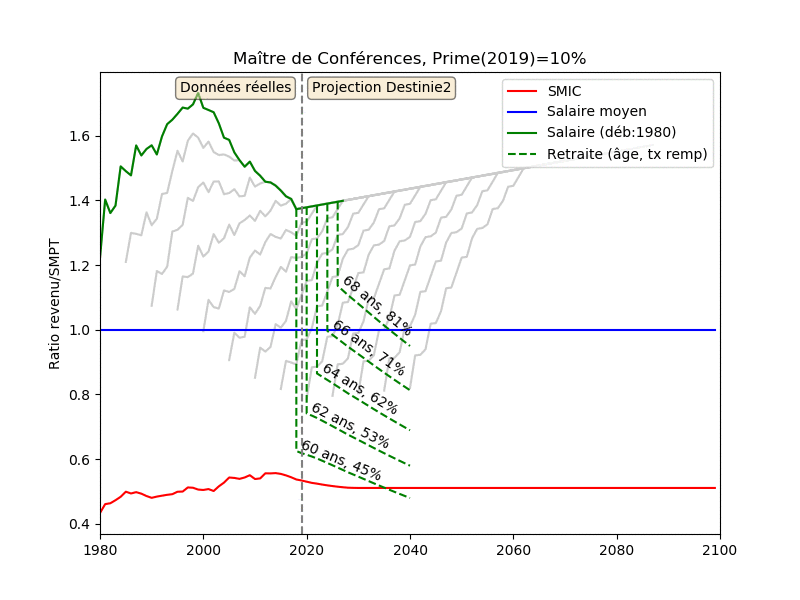 Maître de Conférences, Prime(2019)=10%
Données réelles
Projection Destinie2
SMIC
Salaire moyen
Salaire (déb:1980)
Retraite (âge, tx remp)
Ratio revenu/SMPT
1.6
1.4
1.2
1.0
0.8
0.6
0.4
68 ans, 81%
66 ans, 71%
64 ans, 62%
62 ans, 53%
60 ans, 45%
1980
2000
2020
2040
2060
2080
2100